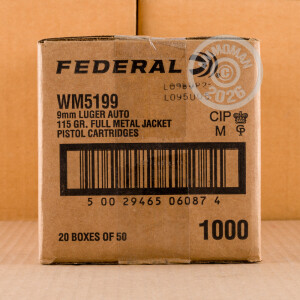 FEDERAL
WM5199
9mm LUGER AUTO
115 GR. FULL METAL JACKET
PISTOL CARTRIDGES
CIP
M
5 00 29465 06087 4
20 BOXES OF 50
1000
2026